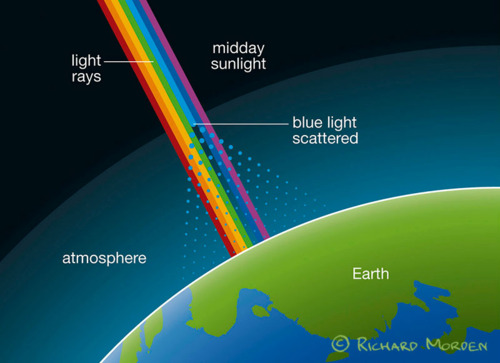 midday
sunlight
light
rays
blue light
scattered
atmosphere
Earth
© RICHARD MORDEN